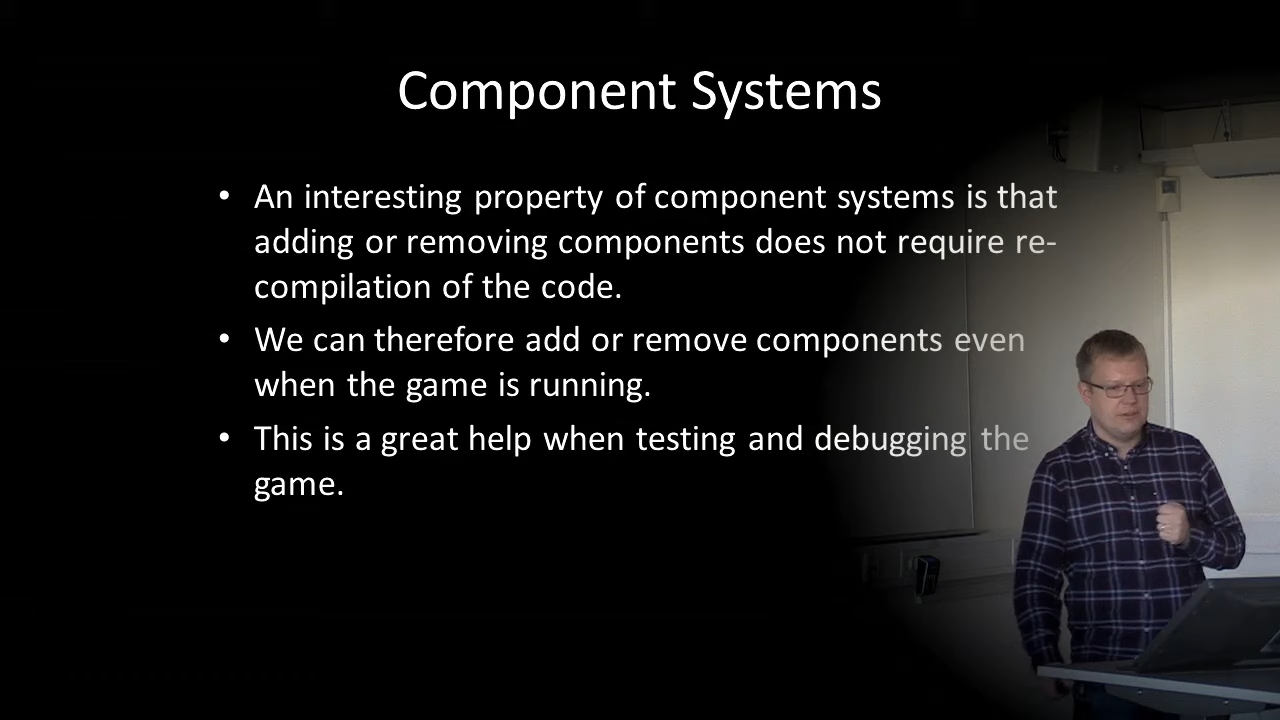 Component Systems
• An interesting property of component systems is that
adding or removing components does not require re-
compilation of the code.
• We can therefore add or remove components even
when the game is running.
• This is a great help when testing and debugging the
game.